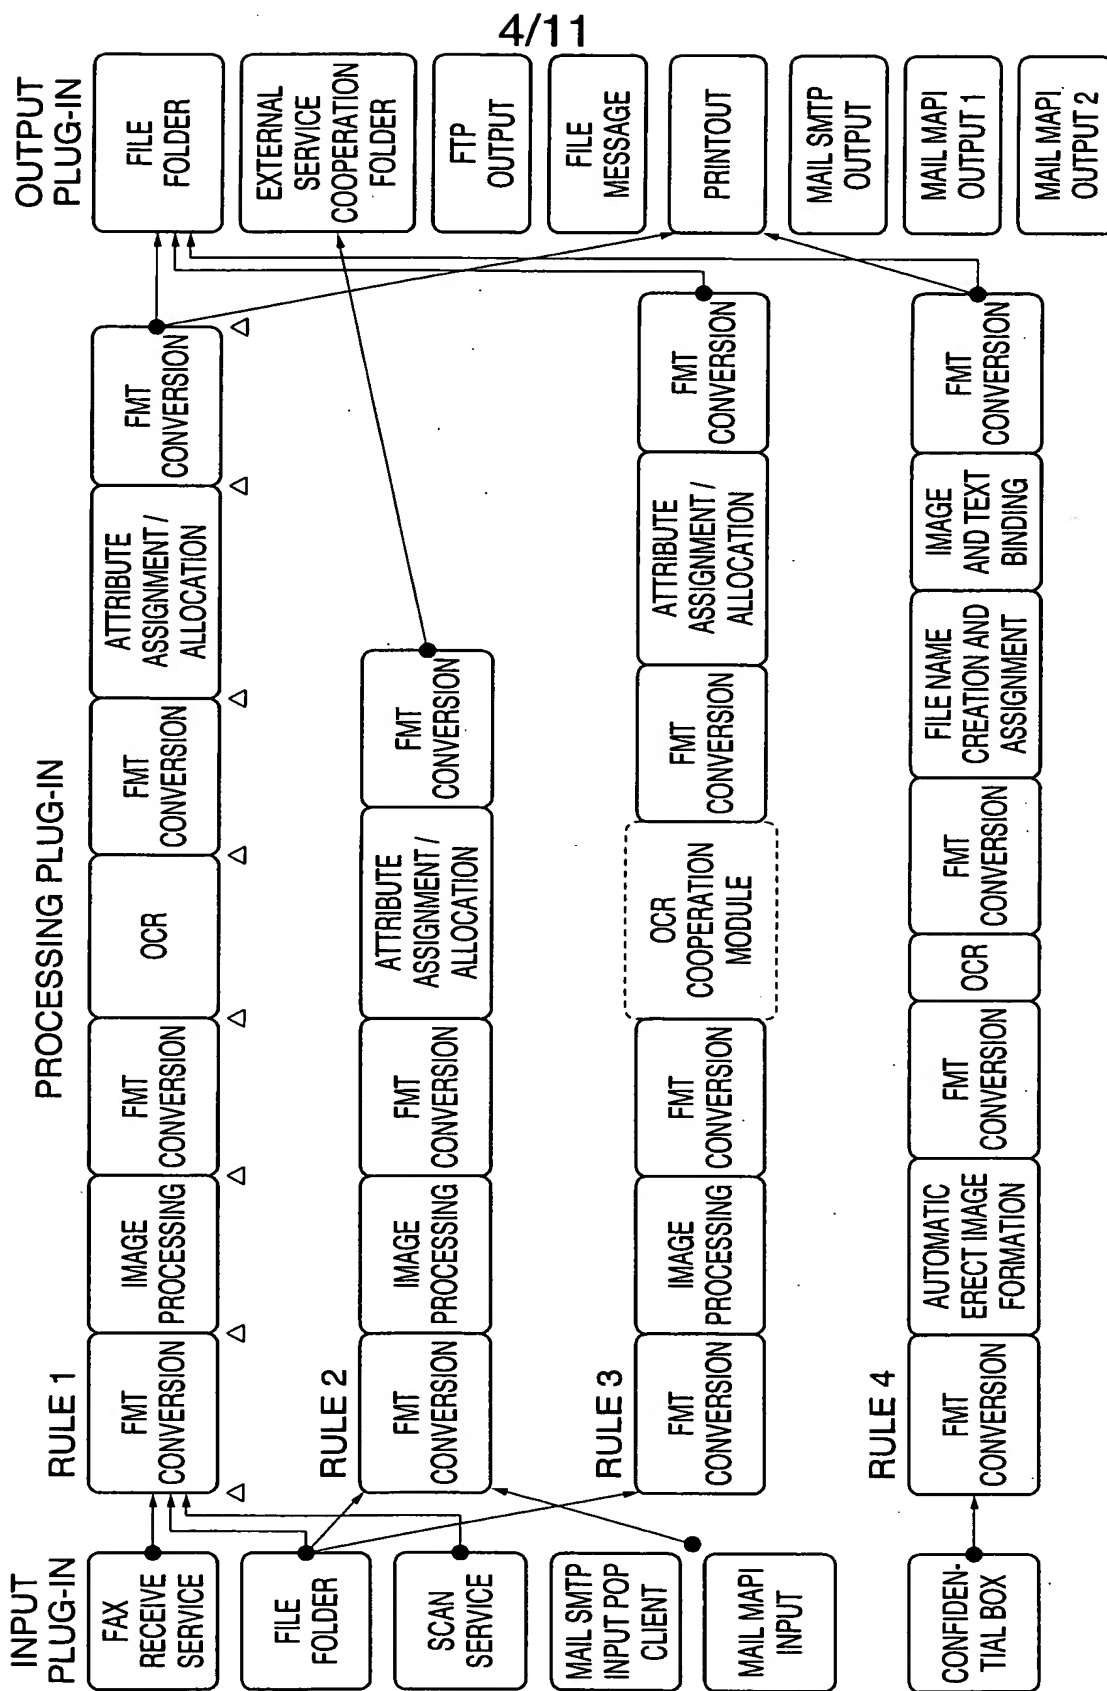 4/11
INPUT
PLUG-IN
PROCESSING PLUG-IN
OUTPUT
PLUG-IN
FAX
RECEIVE
SERVICE
FILE
FOLDER
SCAN
SERVICE
MAIL SMTP
INPUT POP
CLIENT
MAIL MAPI
INPUT
CONFIDEN-
TIAL BOX
RULE 1
FMT
CONVERSION
IMAGE
PROCESSING
FMT
CONVERSION
OCR
FMT
CONVERSION
ATTRIBUTE
ASSIGNMENT /
ALLOCATION
FMT
CONVERSION
RULE 2
FMT
CONVERSION
IMAGE
PROCESSING
FMT
CONVERSION
ATTRIBUTE
ASSIGNMENT /
ALLOCATION
FMT
CONVERSION
RULE 3
FMT
CONVERSION
IMAGE
PROCESSING
FMT
CONVERSION
OCR
COOPERATION
MODULE
FMT
CONVERSION
ATTRIBUTE
ASSIGNMENT /
ALLOCATION
FMT
CONVERSION
RULE 4
FMT
CONVERSION
AUTOMATIC
ERECT IMAGE
FORMATION
FMT
CONVERSION
OCR
FMT
CONVERSION
FILE NAME
CREATION AND
ASSIGNMENT
IMAGE
AND TEXT
BINDING
FMT
CONVERSION
FILE
FOLDER
EXTERNAL
SERVICE
COOPERATION
FOLDER
FTP
OUTPUT
FILE
MESSAGE
PRINTOUT
MAIL SMTP
OUTPUT
MAIL MAPI
OUTPUT 1
MAIL MAPI
OUTPUT 2